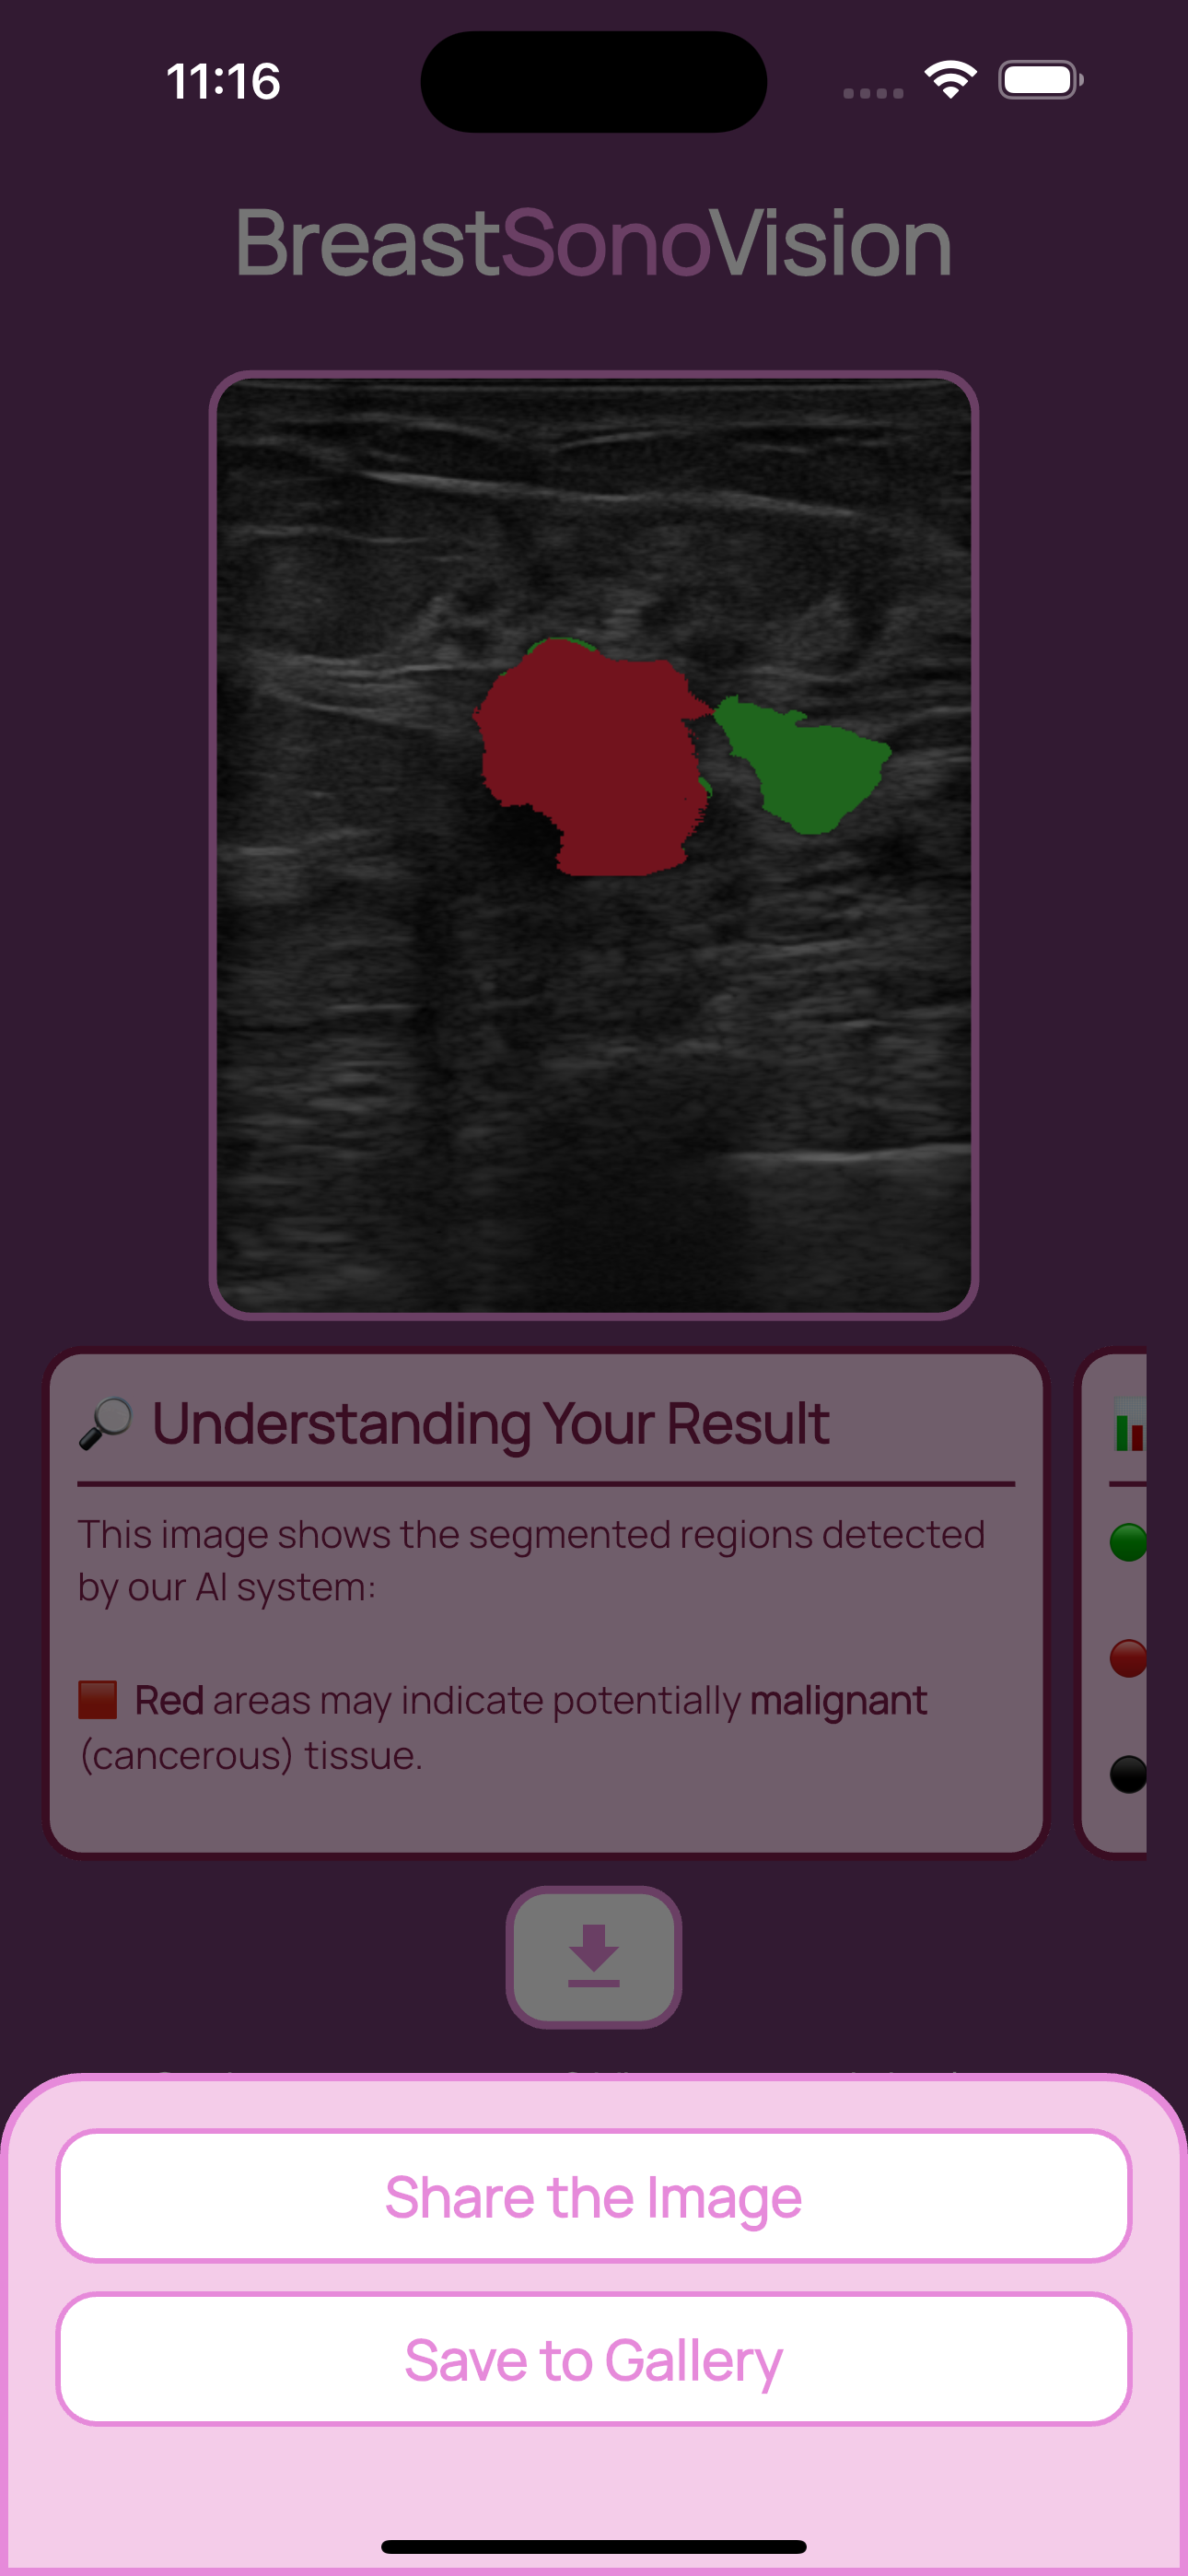 11:16
BreastSonoVision
🔎 Understanding Your Result
This image shows the segmented regions detected
by our AI system:
🟥 Red areas may indicate potentially malignant
(cancerous) tissue.
Share the Image
Save to Gallery